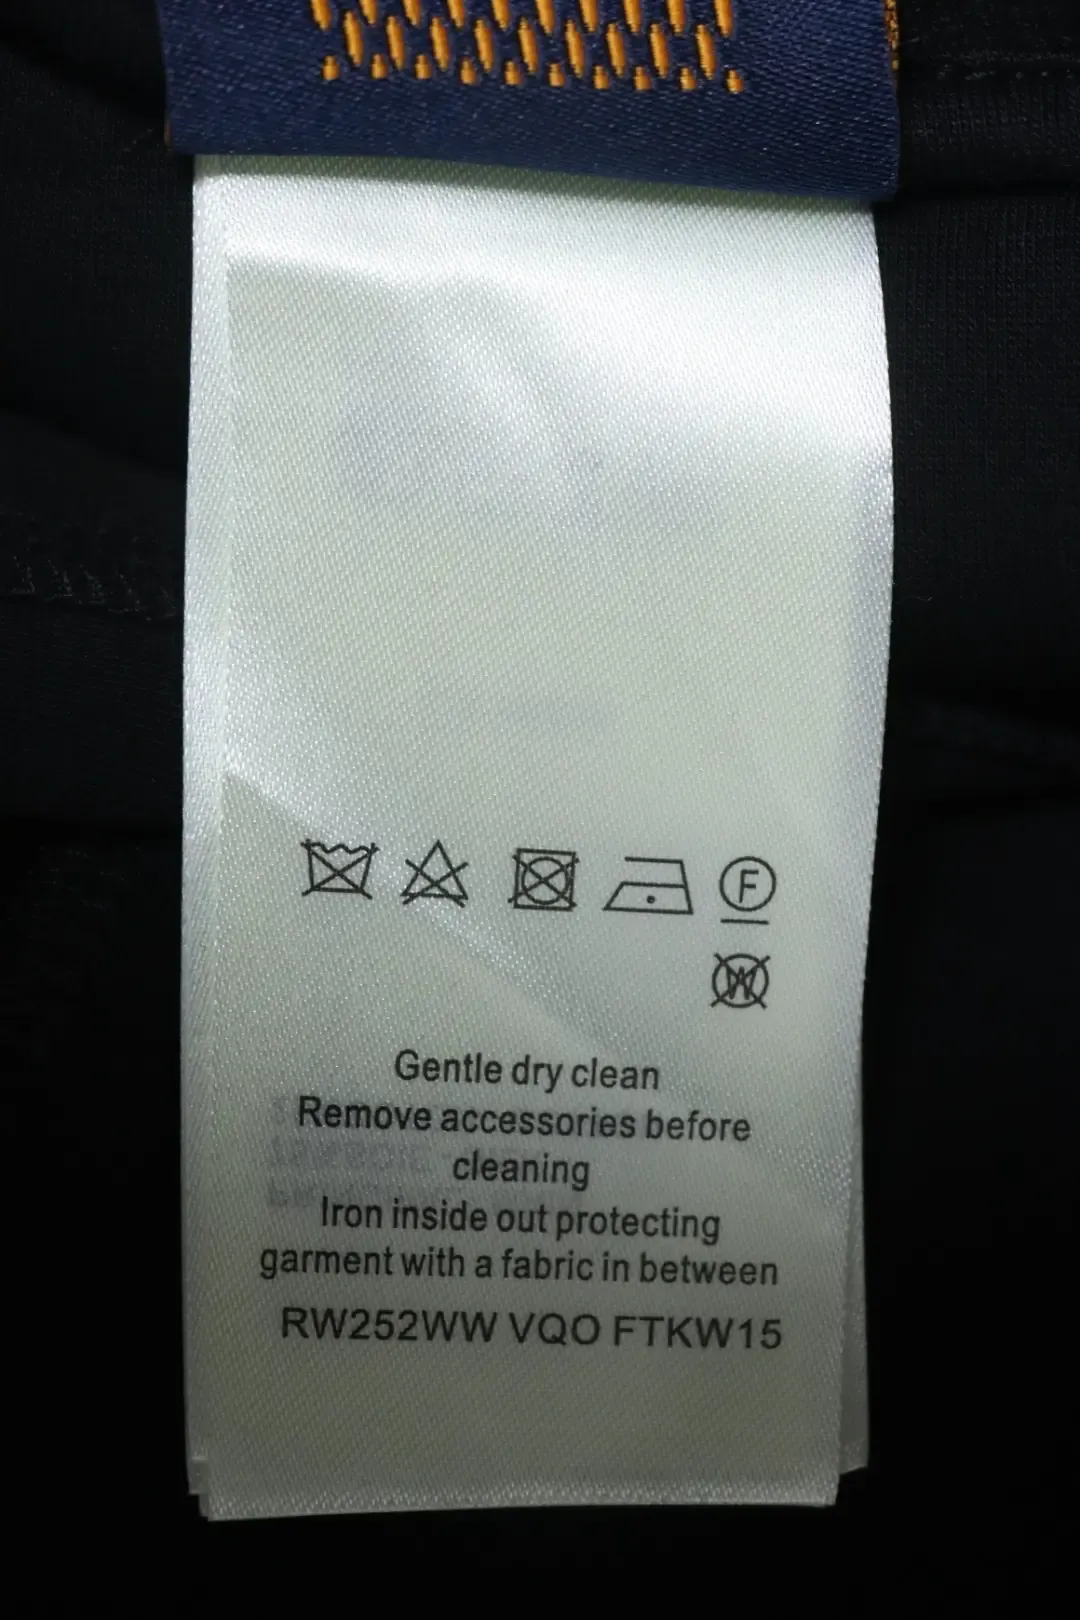 F
W
Gentle dry clean
Remove accessories before
cleaning
Iron inside out protecting
garment with a fabric in between
RW252WW VQO FTKW15